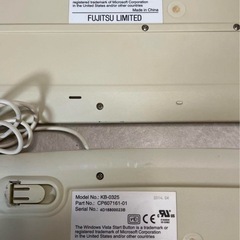 registered trademark of Microsoft Corporation
in the United States and/or other countries.
Made in China
FUJITSU LIMITED
Model No.: KB-0325
Part No.: CP607161-01
Serial No.:
The Windows Vista Start Button is a
registered trademark of Microsoft Corporation
in the United States and/or other countries.